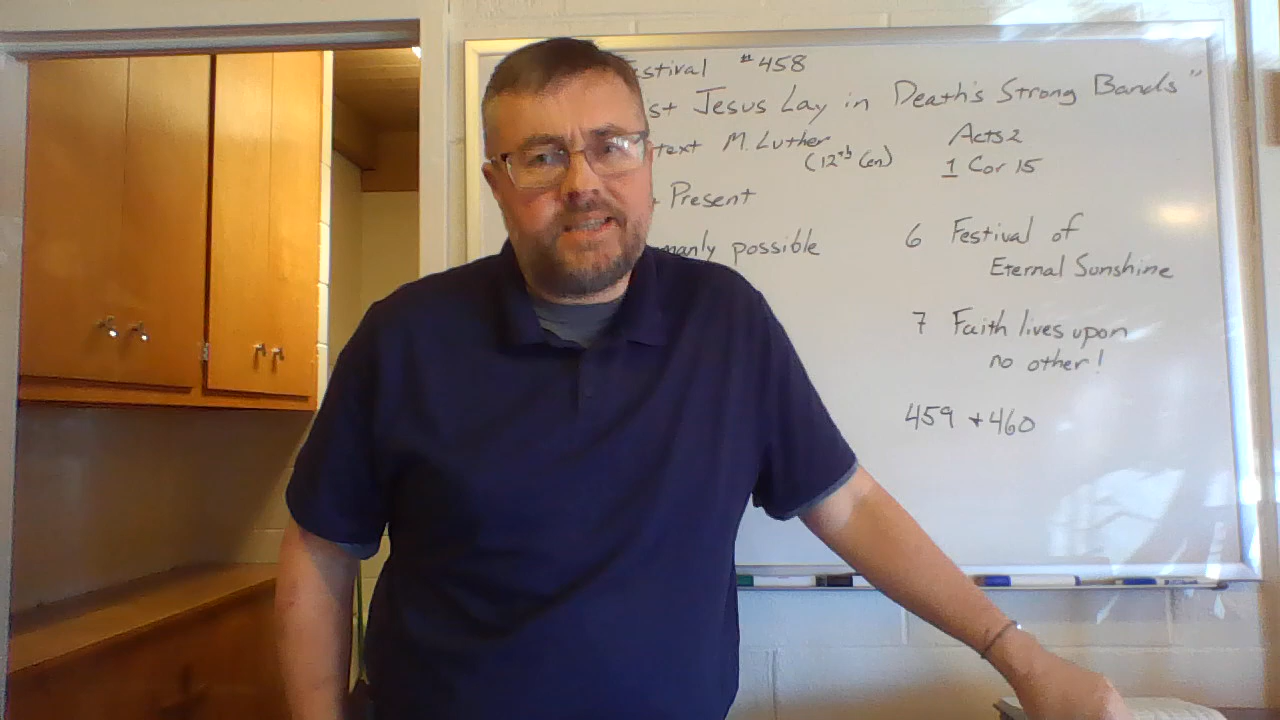 estival #458
st Jesus Lay in Death's Strong Bands"
text M. Luther
(12th Cen)
Acts 2
1 Cor 15
Present
manly possible
6 Festival of
Eternal Sunshine
7 Faith lives upon
no other!
459 + 460